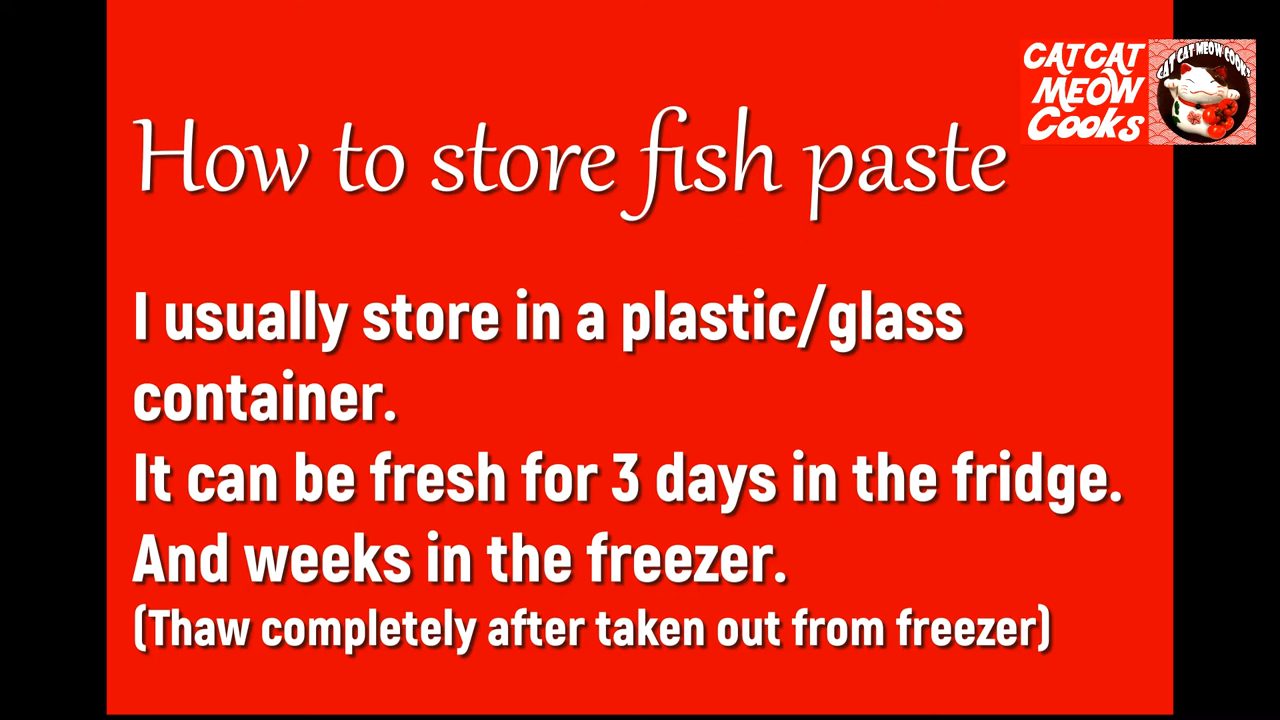 CAT CAT
MEOW
Cooks
CAT CAT MEOW COOKS
How to store fish paste
I usually store in a plastic/glass
container.
It can be fresh for 3 days in the fridge.
And weeks in the freezer.
(Thaw completely after taken out from freezer)